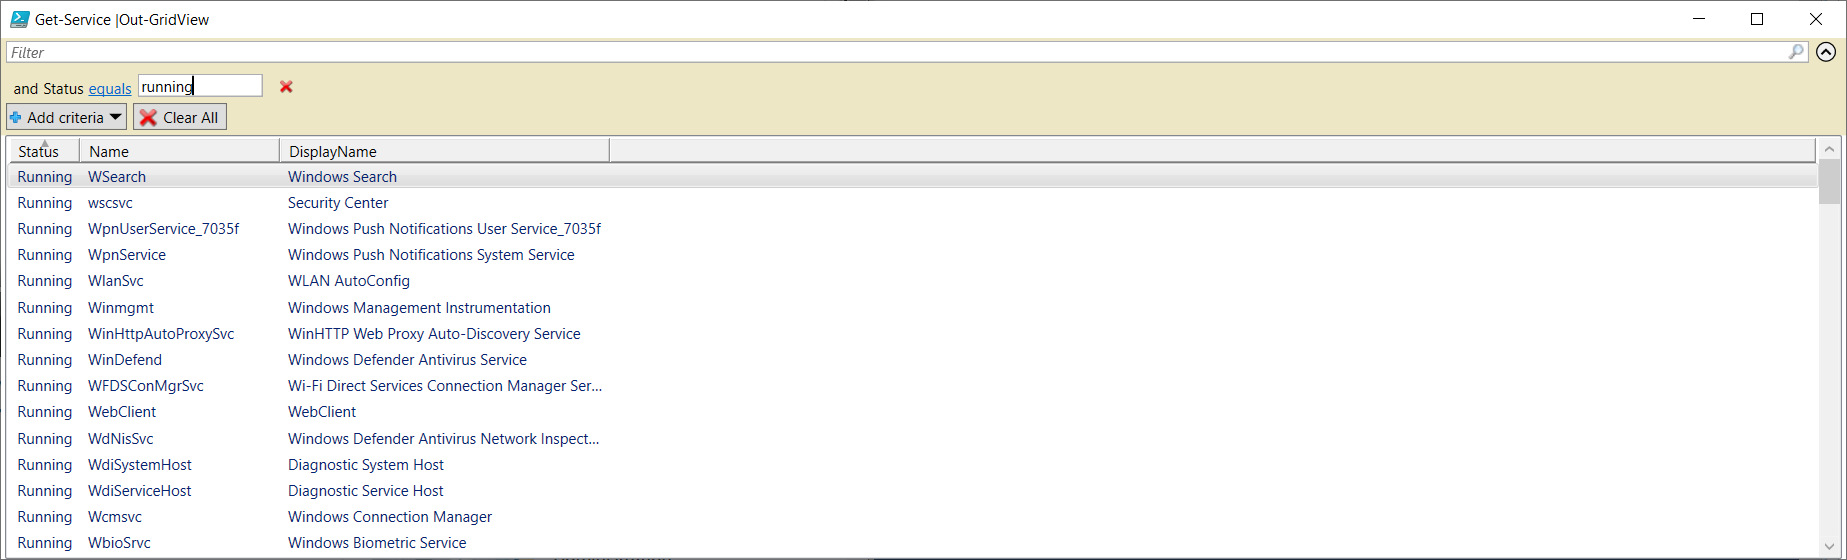 Get-Service |Out-GridView
Filter
and Status equals running
Add criteria Clear All
Status Name DisplayName
Running WSearch Windows Search
Running wscsvc Security Center
Running WpnUserService_7035f Windows Push Notifications User Service_7035f
Running WpnService Windows Push Notifications System Service
Running WlanSvc WLAN AutoConfig
Running Winmgmt Windows Management Instrumentation
Running WinHttpAutoProxySvc WinHTTP Web Proxy Auto-Discovery Service
Running WinDefend Windows Defender Antivirus Service
Running WFDSConMgrSvc Wi-Fi Direct Services Connection Manager Ser...
Running WebClient WebClient
Running WdNisSvc Windows Defender Antivirus Network Inspect...
Running WdiSystemHost Diagnostic System Host
Running WdiServiceHost Diagnostic Service Host
Running Wcmsvc Windows Connection Manager
Running WbioSrvc Windows Biometric Service